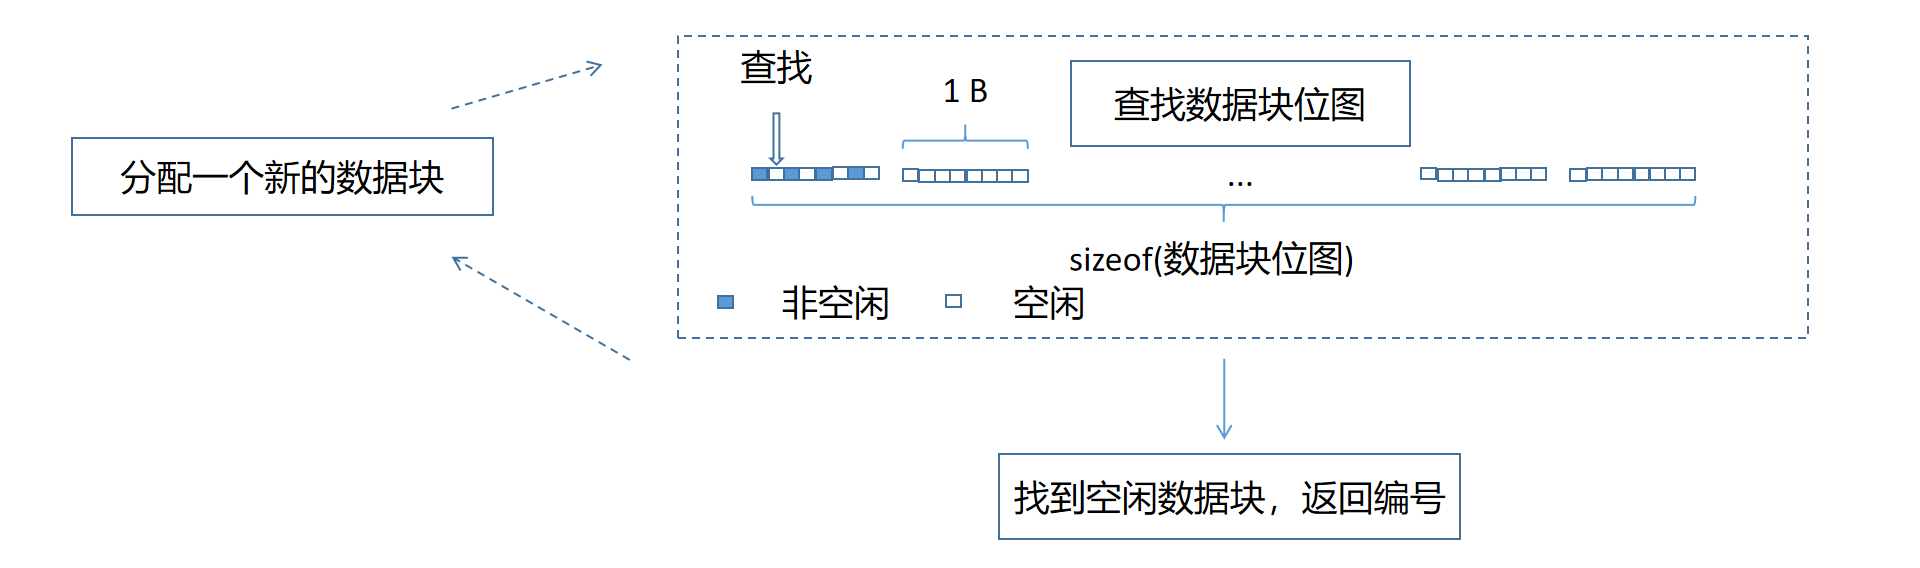 查找
1 B
查找数据块位图
分配一个新的数据块
...
sizeof(数据块位图)
非空闲
空闲
找到空闲数据块，返回编号